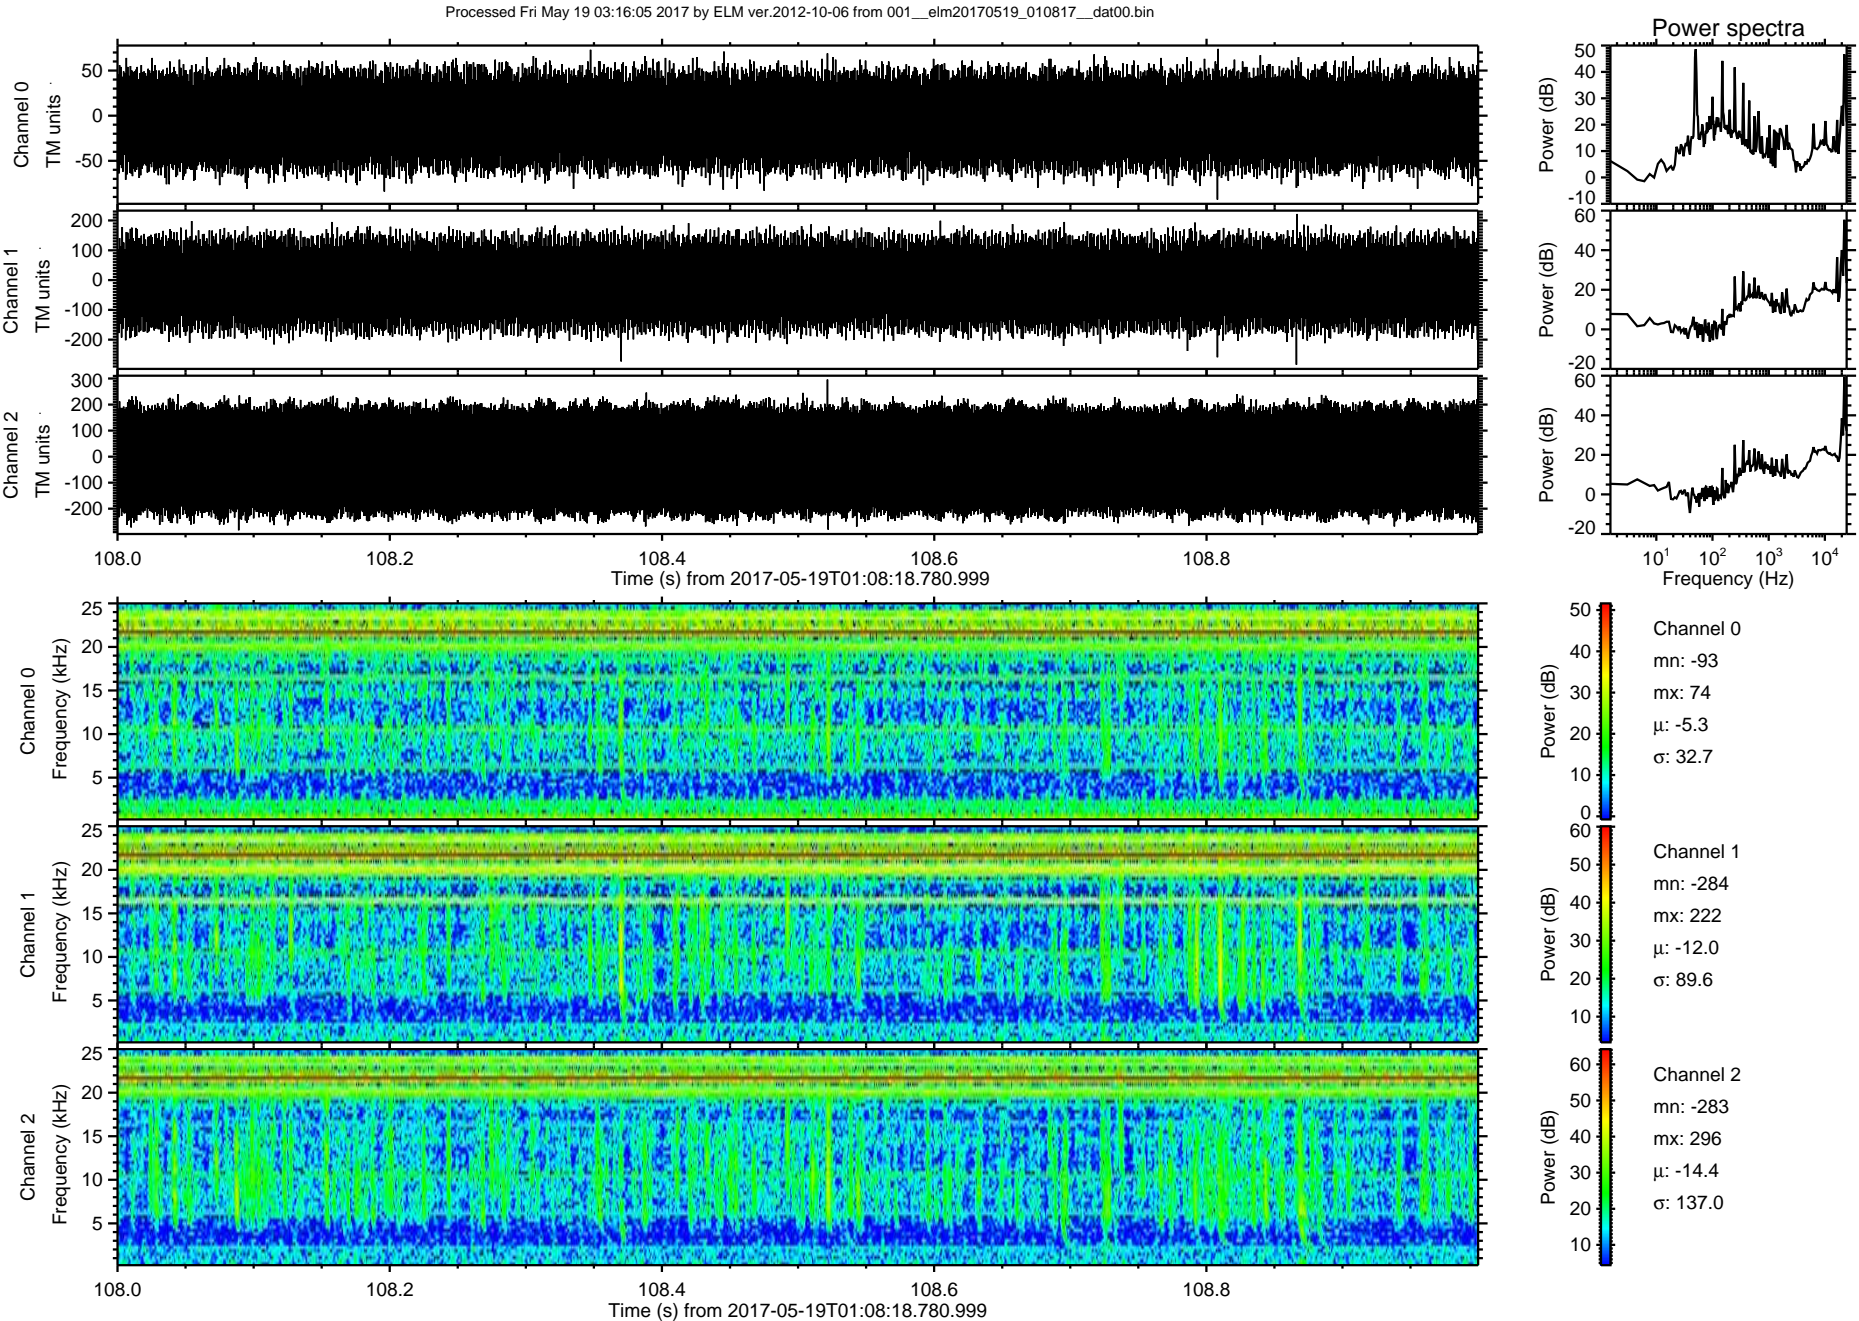 Processed Fri May 19 03:16:05 2017 by ELM ver.2012-10-06 from 001__elm20170519_010817__dat00.bin
Power spectra
Channel 0
TM units
50
0
-50
Power (dB)
50
40
30
20
10
0
-10
Channel 1
TM units
200
100
0
-100
-200
Power (dB)
60
40
20
0
-20
Channel 2
TM units
300
200
100
0
-100
-200
Power (dB)
60
40
20
0
-20
108.0 108.2 108.4 108.6 108.8
Time (s) from 2017-05-19T01:08:18.780.999
10¹ 10² 10³ 10⁴
Frequency (Hz)
Channel 0
Frequency (kHz)
25
20
15
10
5
Power (dB)
50
40
30
20
10
0
Channel 0
mn: -93
mx: 74
μ: -5.3
σ: 32.7
Channel 1
Frequency (kHz)
25
20
15
10
5
Power (dB)
60
50
40
30
20
10
Channel 1
mn: -284
mx: 222
μ: -12.0
σ: 89.6
Channel 2
Frequency (kHz)
25
20
15
10
5
Power (dB)
60
50
40
30
20
10
Channel 2
mn: -283
mx: 296
μ: -14.4
σ: 137.0
108.0 108.2 108.4 108.6 108.8
Time (s) from 2017-05-19T01:08:18.780.999